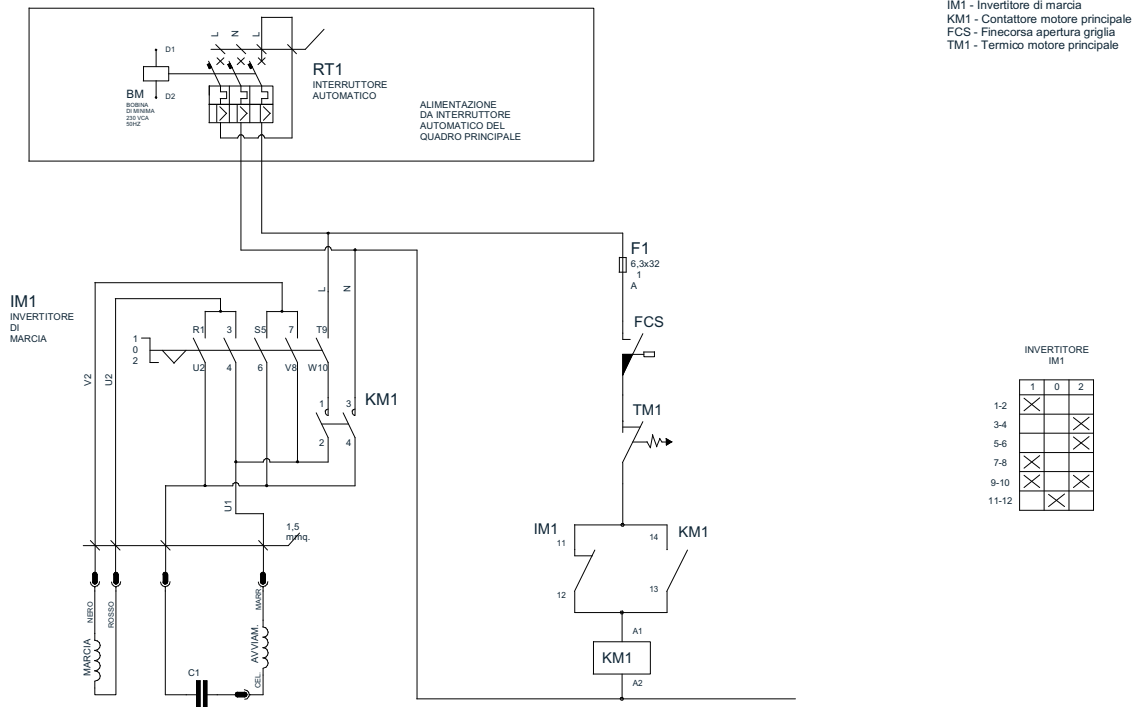 IM1 - Invertitore di marcia
KM1 - Contattore motore principale
FCS - Finecorsa apertura griglia
TM1 - Termico motore principale
L
N
L
D1
BM
D2
BOBINA
DI MINIMA
230 VCA
50HZ
RT1
INTERRUTTORE
AUTOMATICO
ALIMENTAZIONE
DA INTERRUTTORE
AUTOMATICO DEL
QUADRO PRINCIPALE
F1
6,3x32
1
A
L
N
IM1
INVERTITORE
DI
MARCIA
1
0
2
R1 3 S5 7 T9
U2 4 6 V8 W10
V2
U2
1 3
KM1
2 4
U1
1,5
mmq.
FCS
TM1
IM1
11
12
14
KM1
13
A1
KM1
A2
NERO
ROSSO
MARCIA
C1
MARR.
AVVIAM.
CEL.
INVERTITORE
IM1
1 0 2
1-2
3-4
5-6
7-8
9-10
11-12